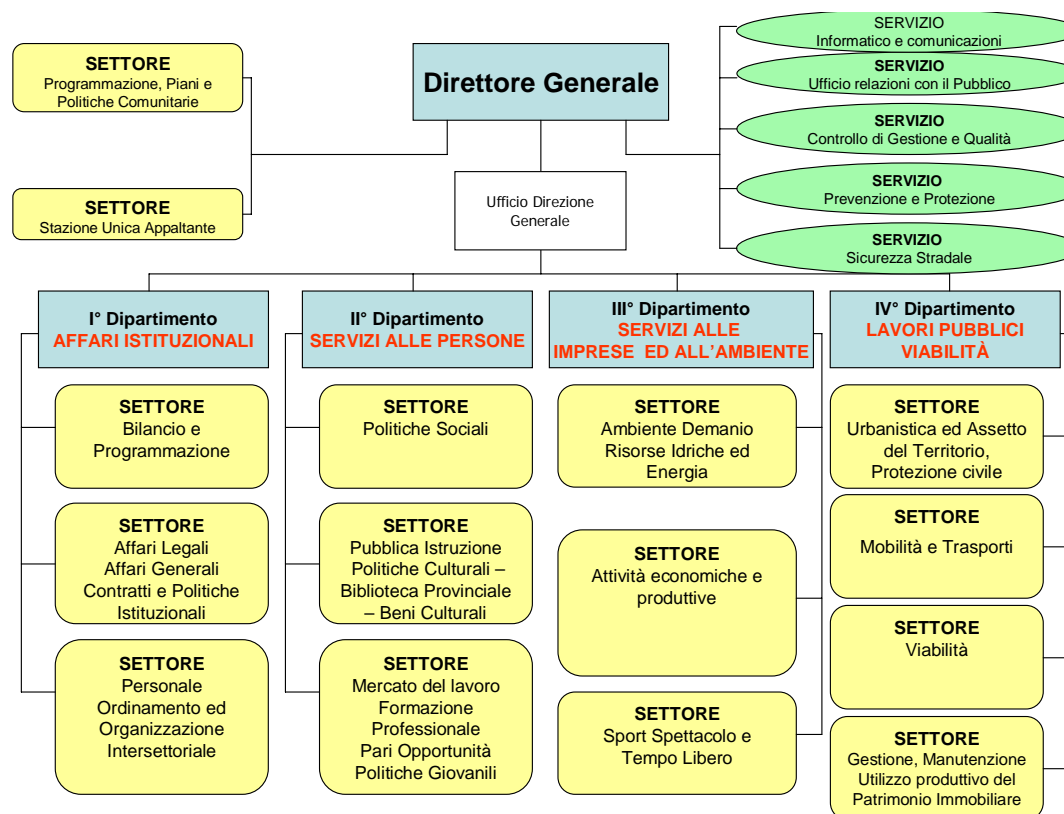 SETTORE
Programmazione, Piani e
Politiche Comunitarie
SETTORE
Stazione Unica Appaltante
Direttore Generale
Ufficio Direzione
Generale
SERVIZIO
Informatico e comunicazioni
SERVIZIO
Ufficio relazioni con il Pubblico
SERVIZIO
Controllo di Gestione e Qualità
SERVIZIO
Prevenzione e Protezione
SERVIZIO
Sicurezza Stradale
I° Dipartimento
AFFARI ISTITUZIONALI
SETTORE
Bilancio e
Programmazione
SETTORE
Affari Legali
Affari Generali
Contratti e Politiche
Istituzionali
SETTORE
Personale
Ordinamento ed
Organizzazione
Intersettoriale
II° Dipartimento
SERVIZI ALLE PERSONE
SETTORE
Politiche Sociali
SETTORE
Pubblica Istruzione
Politiche Culturali –
Biblioteca Provinciale
– Beni Culturali
SETTORE
Mercato del lavoro
Formazione
Professionale
Pari Opportunità
Politiche Giovanili
III° Dipartimento
SERVIZI ALLE
IMPRESE ED ALL'AMBIENTE
SETTORE
Ambiente Demanio
Risorse Idriche ed
Energia
SETTORE
Attività economiche e
produttive
SETTORE
Sport Spettacolo e
Tempo Libero
IV° Dipartimento
LAVORI PUBBLICI
VIABILITÀ
SETTORE
Urbanistica ed Assetto
del Territorio,
Protezione civile
SETTORE
Mobilità e Trasporti
SETTORE
Viabilità
SETTORE
Gestione, Manutenzione
Utilizzo produttivo del
Patrimonio Immobiliare